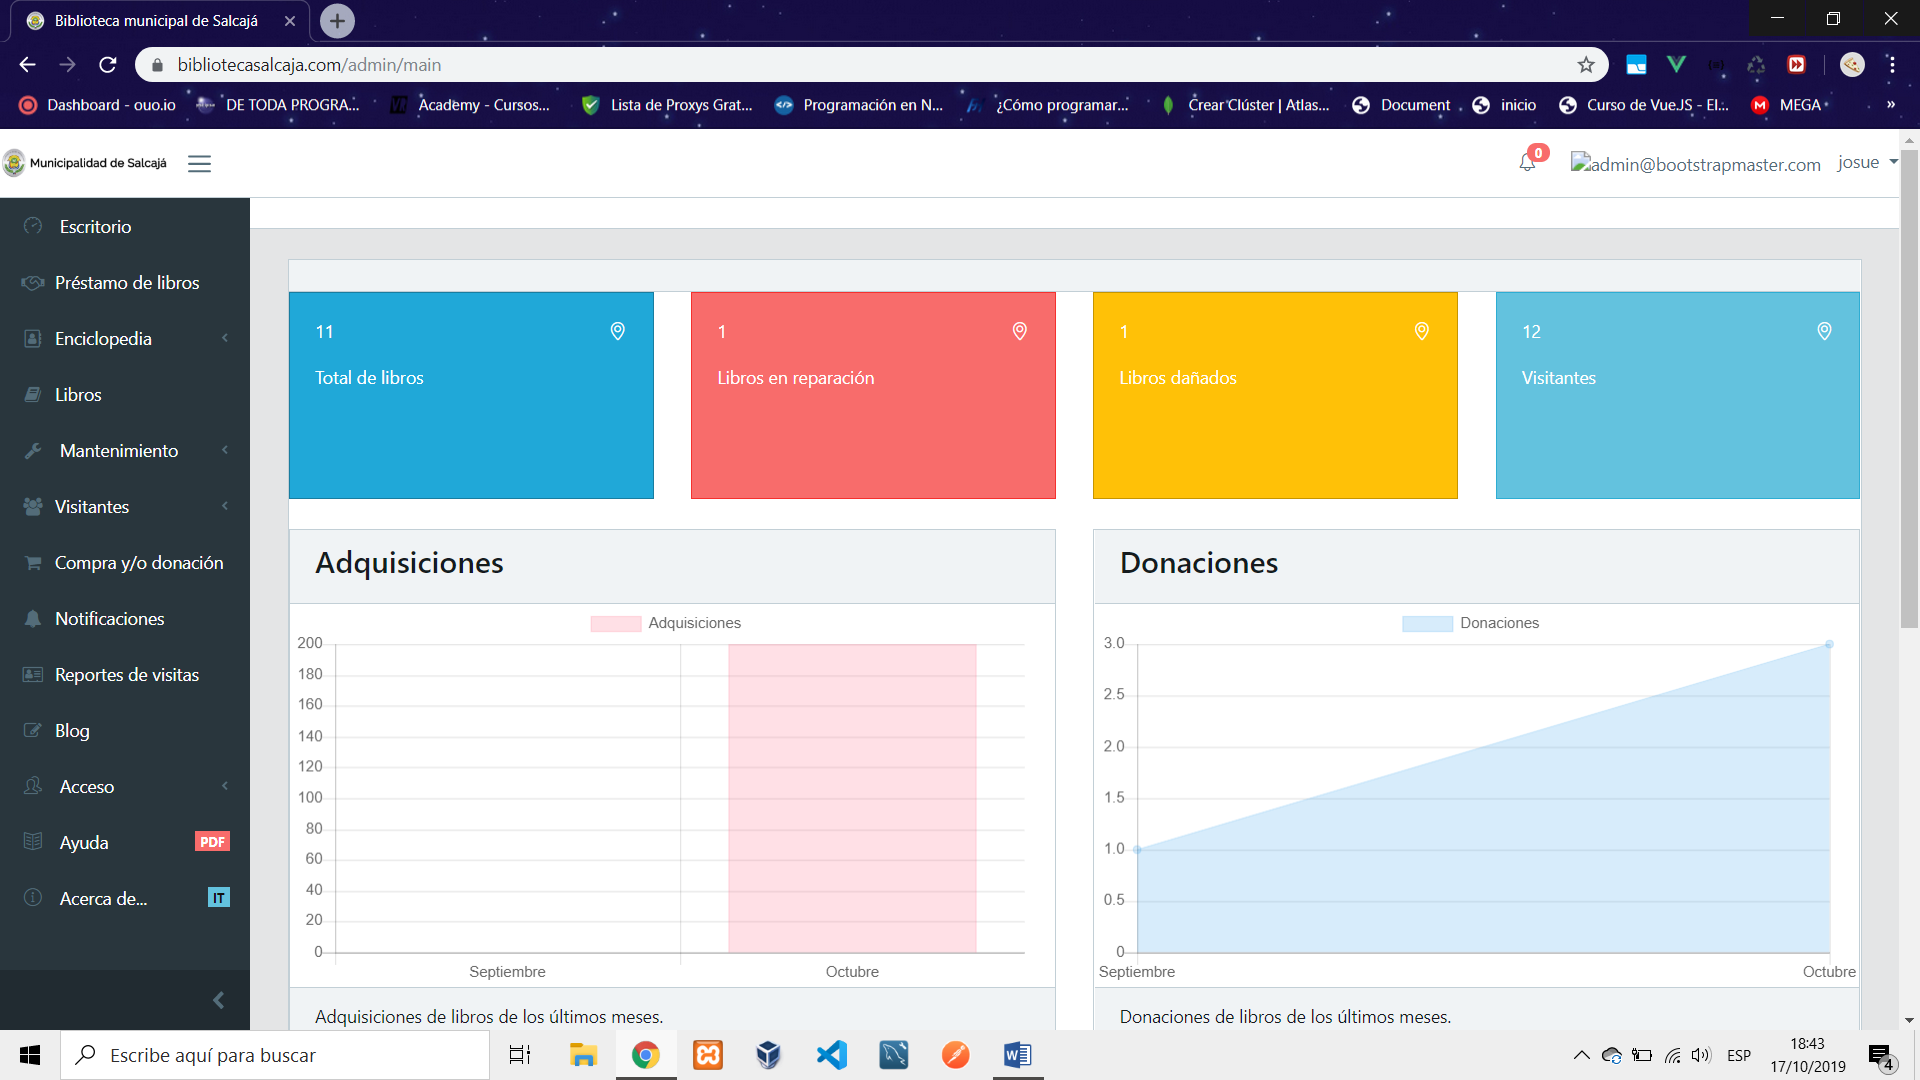 Biblioteca municipal de Salcajá
bibliotecasalcaja.com/admin/main
Dashboard - ouo.io
DE TODA PROGRA...
Academy - Cursos...
Lista de Proxys Grat...
Programación en N...
¿Cómo programar...
Crear Clúster | Atlas...
Document
inicio
Curso de VueJS - El...
MEGA
»
Municipalidad de Salcajá
0
admin@bootstrapmaster.com
josue
Escritorio
Préstamo de libros
Enciclopedia
Libros
Mantenimiento
Visitantes
Compra y/o donación
Notificaciones
Reportes de visitas
Blog
Acceso
Ayuda PDF
Acerca de... IT
11
Total de libros
1
Libros en reparación
1
Libros dañados
12
Visitantes
Adquisiciones
Adquisiciones
200
180
160
140
120
100
80
60
40
20
0
Septiembre Octubre
Adquisiciones de libros de los últimos meses.
Donaciones
Donaciones
3.0
2.5
2.0
1.5
1.0
0.5
0
Septiembre Octubre
Donaciones de libros de los últimos meses.
Escribe aquí para buscar
ESP
18:43
17/10/2019
4